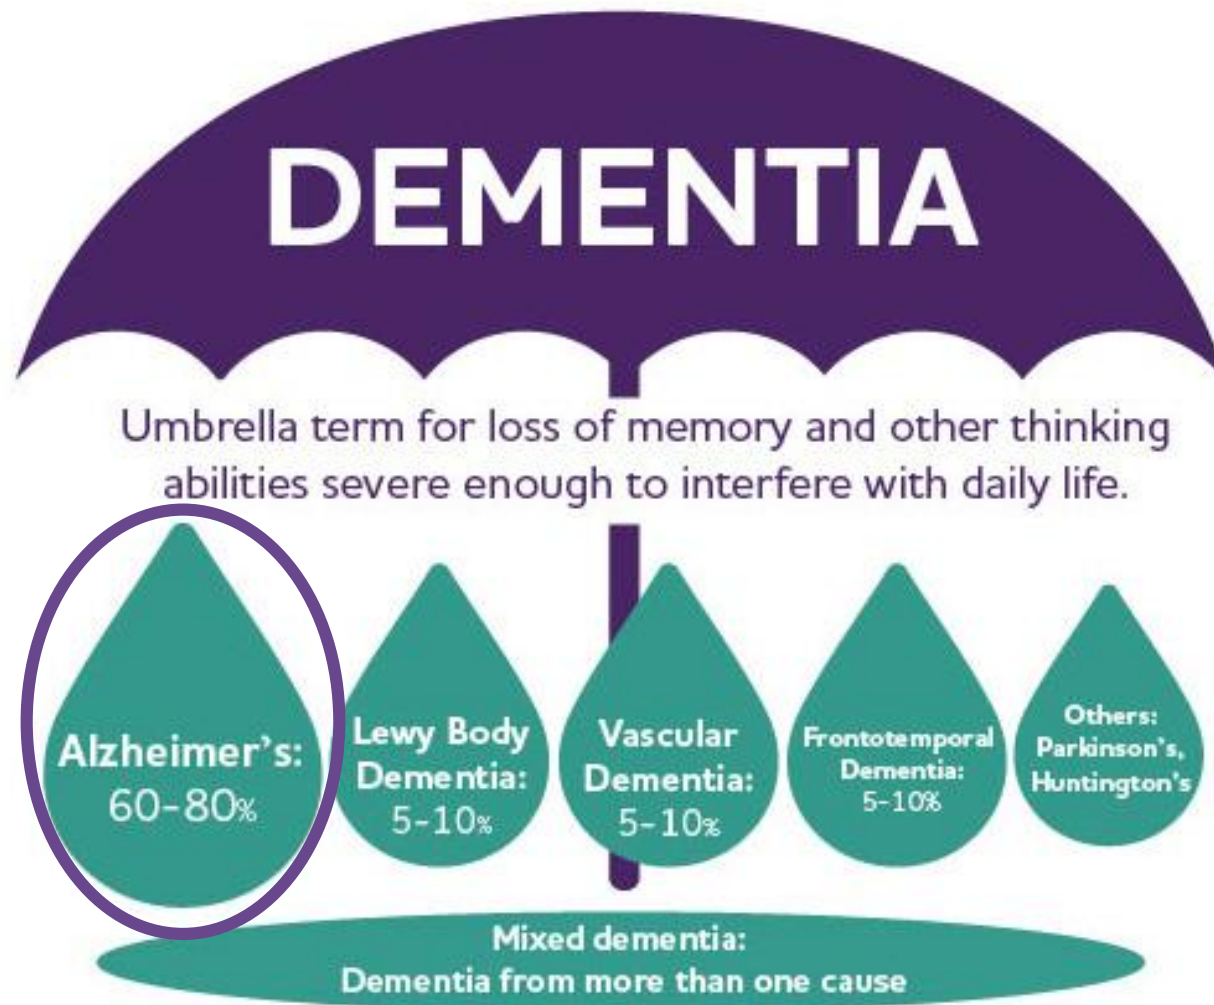 DEMENTIA
Umbrella term for loss of memory and other thinking
abilities severe enough to interfere with daily life.
Alzheimer's:
60-80%
Lewy Body
Dementia:
5-10%
Vascular
Dementia:
5-10%
Frontotemporal
Dementia:
5-10%
Others:
Parkinson's,
Huntington's
Mixed dementia:
Dementia from more than one cause